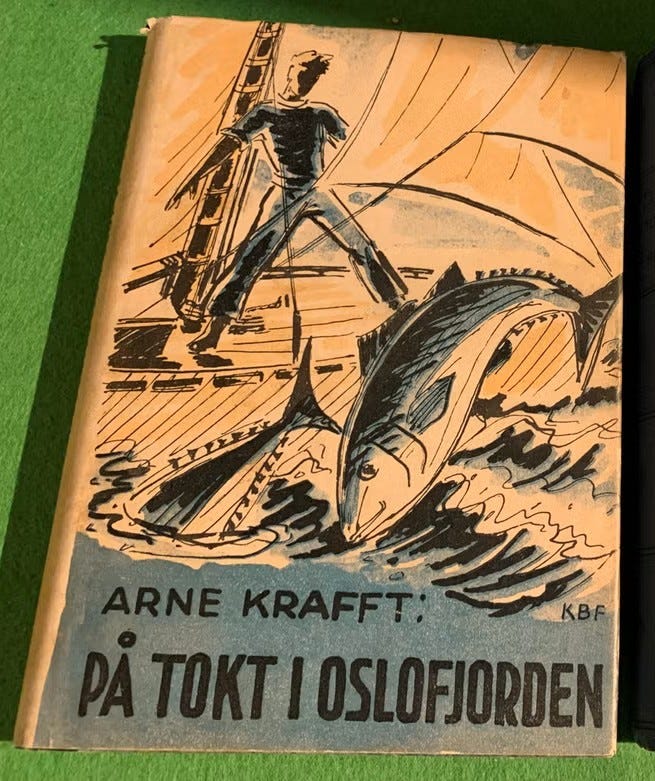 ARNE KRAFFT:
KBF
PÅ TOKT I OSLOFJORDEN